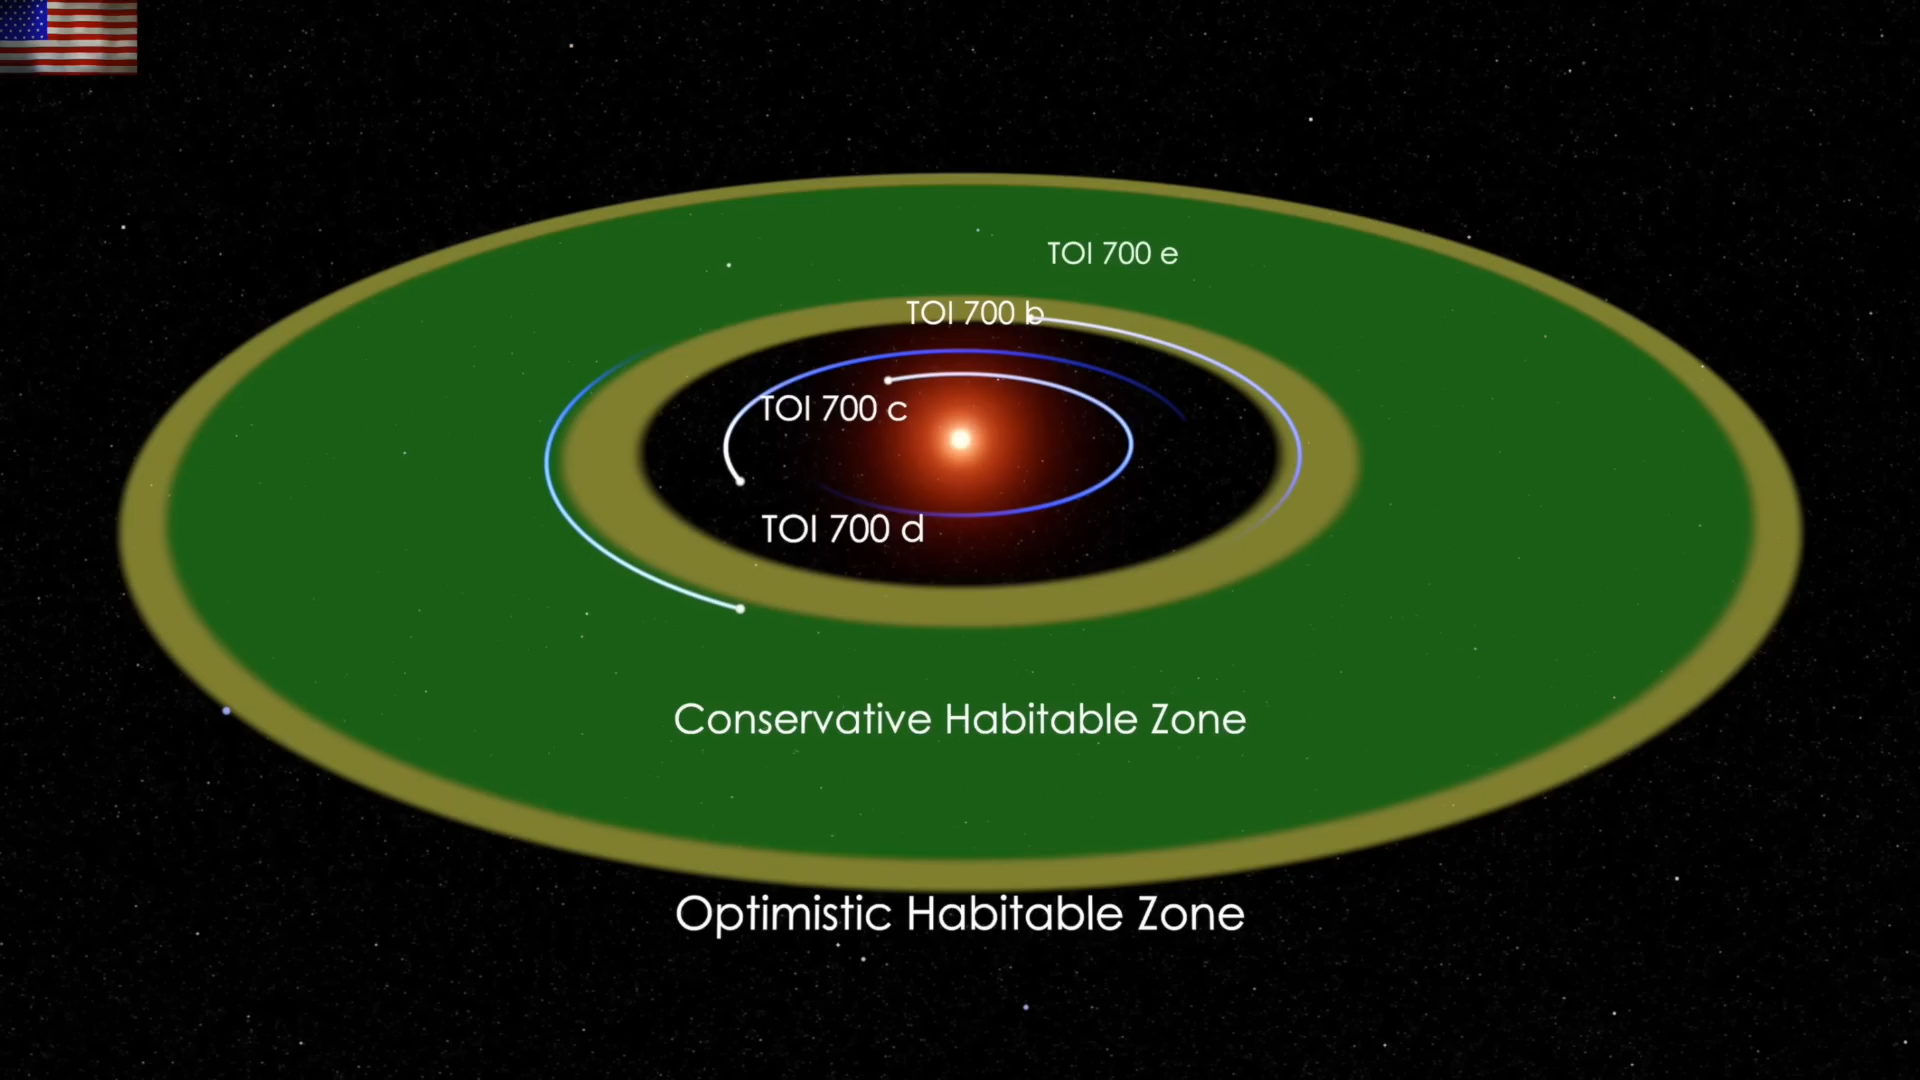 TOI 700 e
TOI 700 b
TOI 700 c
TOI 700 d
Conservative Habitable Zone
Optimistic Habitable Zone